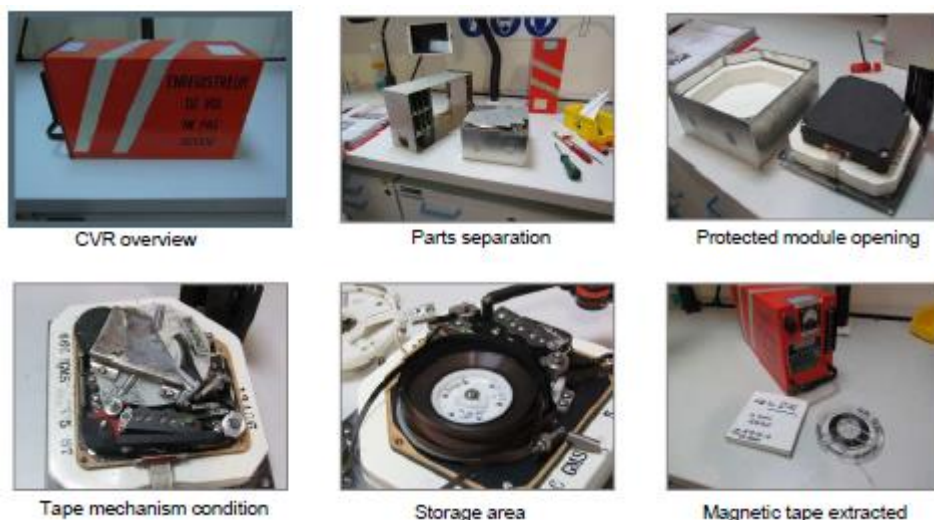 ENREGISTREUR
DE VOL
NE PAS
OUVRIR
CVR overview
Parts separation
Protected module opening
Tape mechanism condition
Storage area
Magnetic tape extracted